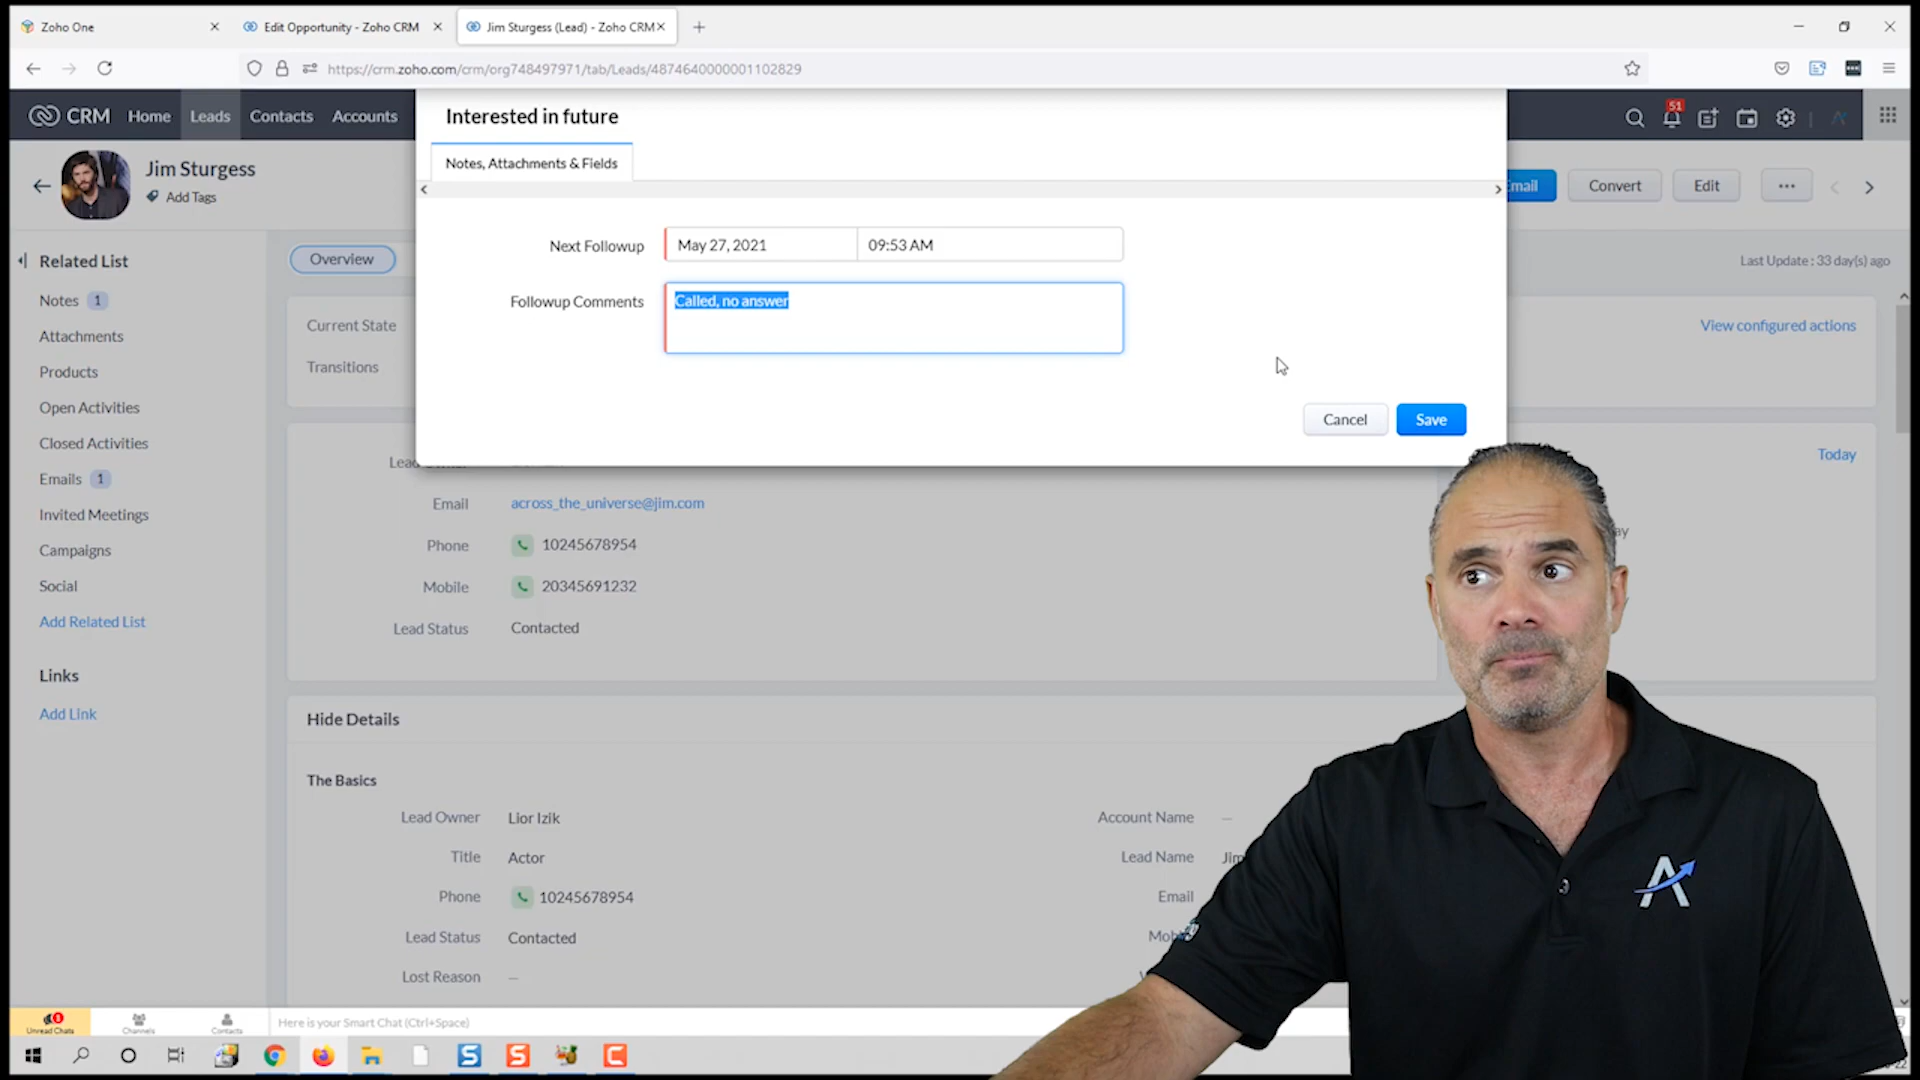 Zoho One
Edit Opportunity - Zoho CRM
Jim Sturgess (Lead) - Zoho CRM
https://crm.zoho.com/crm/org748497971/tab/Leads/4874640000001102829
CRM
Home
Leads
Contacts
Accounts
Interested in future
51
Notes, Attachments & Fields
Jim Sturgess
Add Tags
mail
Convert
Edit
Next Followup
May 27, 2021
09:53 AM
Related List
Overview
Last Update : 33 day(s) ago
Notes 1
Followup Comments
Called, no answer
Current State
View configured actions
Attachments
Transitions
Products
Open Activities
Cancel
Save
Closed Activities
Lead
Today
Emails 1
Email
across_the_universe@jim.com
Invited Meetings
Phone
10245678954
Campaigns
Mobile
20345691232
Social
Add Related List
Lead Status
Contacted
Links
Add Link
Hide Details
The Basics
Lead Owner
Lior Izik
Account Name
—
Title
Actor
Lead Name
Jim
Phone
10245678954
Email
Lead Status
Contacted
Lost Reason
—
Unread Chats
Channels
Contacts
Here is your Smart Chat (Ctrl+Space)